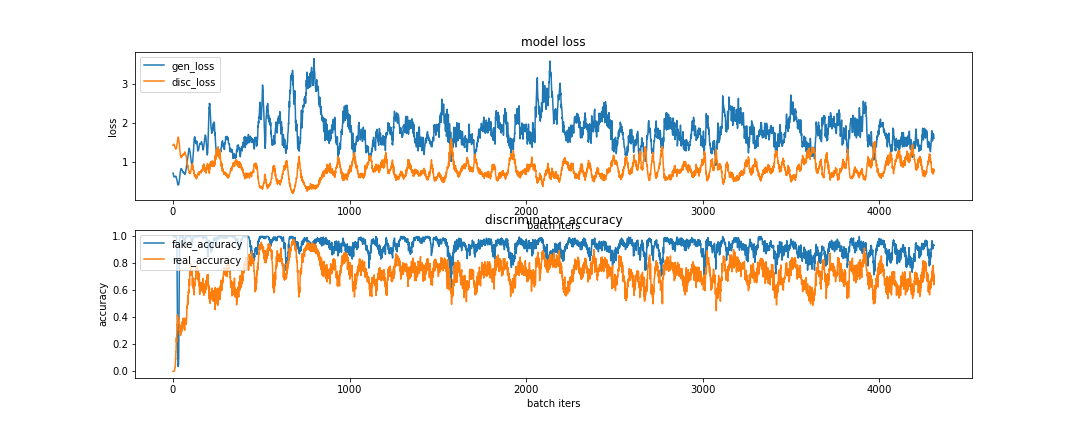 model loss
gen_loss
disc_loss
loss
3
2
1
0 1000 2000 3000 4000
batch iters
discriminator accuracy
fake_accuracy
real_accuracy
accuracy
1.0
0.8
0.6
0.4
0.2
0.0
0 1000 2000 3000 4000
batch iters